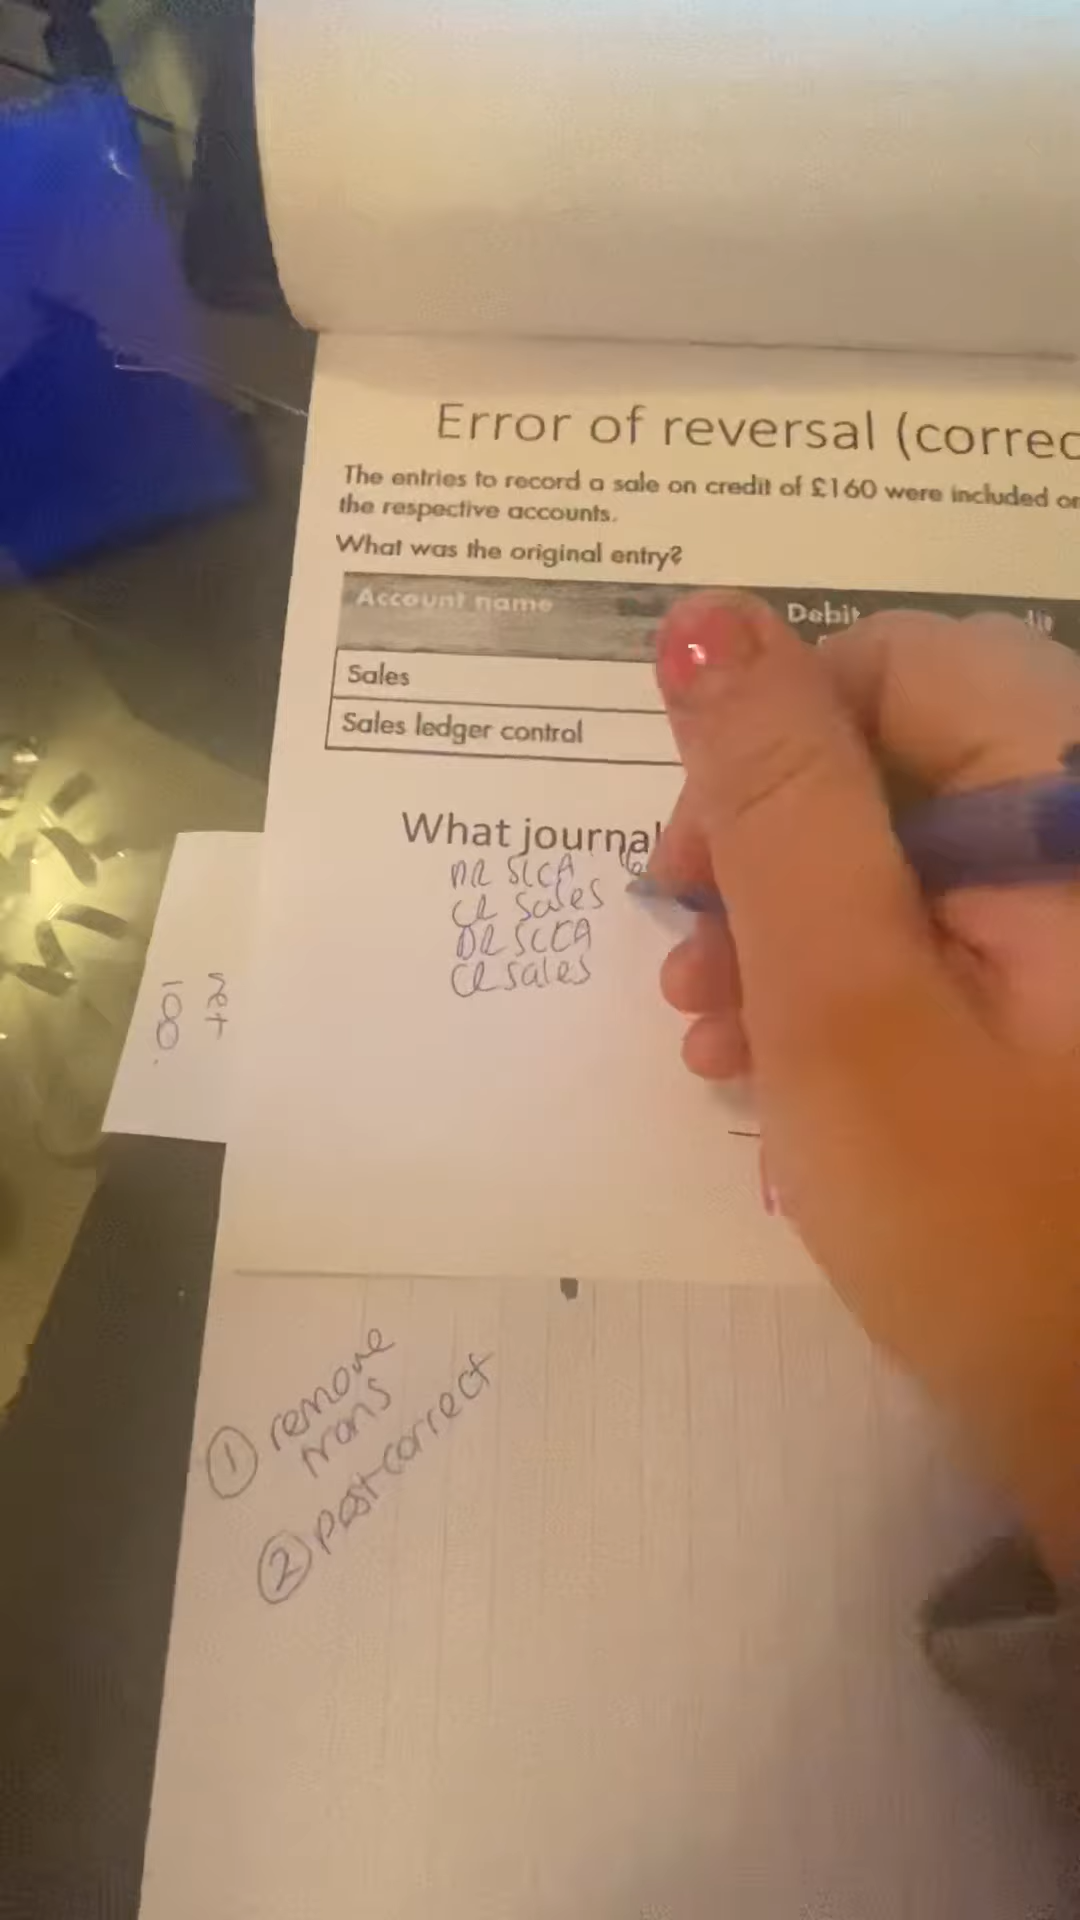 Error of reversal (correc
The entries to record a sale on credit of £160 were included o
the respective accounts.
What was the original entry?
Account name Debit
Sales
Sales ledger control
What journal
DR SLCA
CR Sales
DR SLCA
CR sales
net
108.
① remove
trans
② post correct